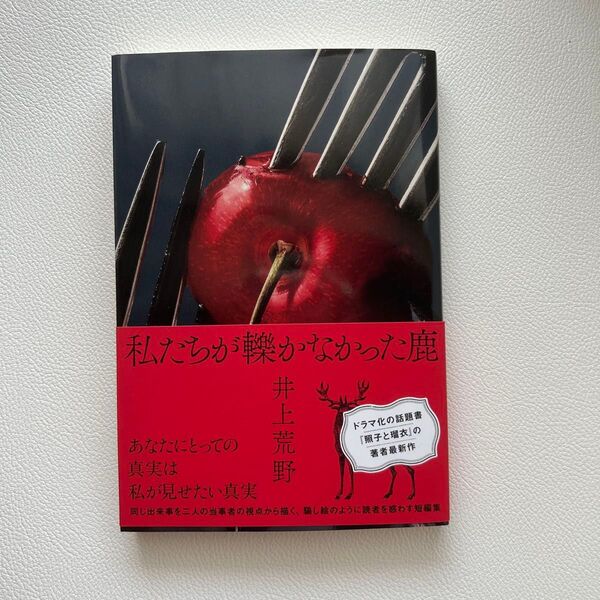 私たちが轢かなかった鹿
井上荒野
ドラマ化の話題書
『照子と瑠衣』の
著者最新作
あなたにとっての
真実は
私が見せたい真実
同じ出来事を二人の当事者の視点から描く、騙し絵のように読者を惑わす短編集